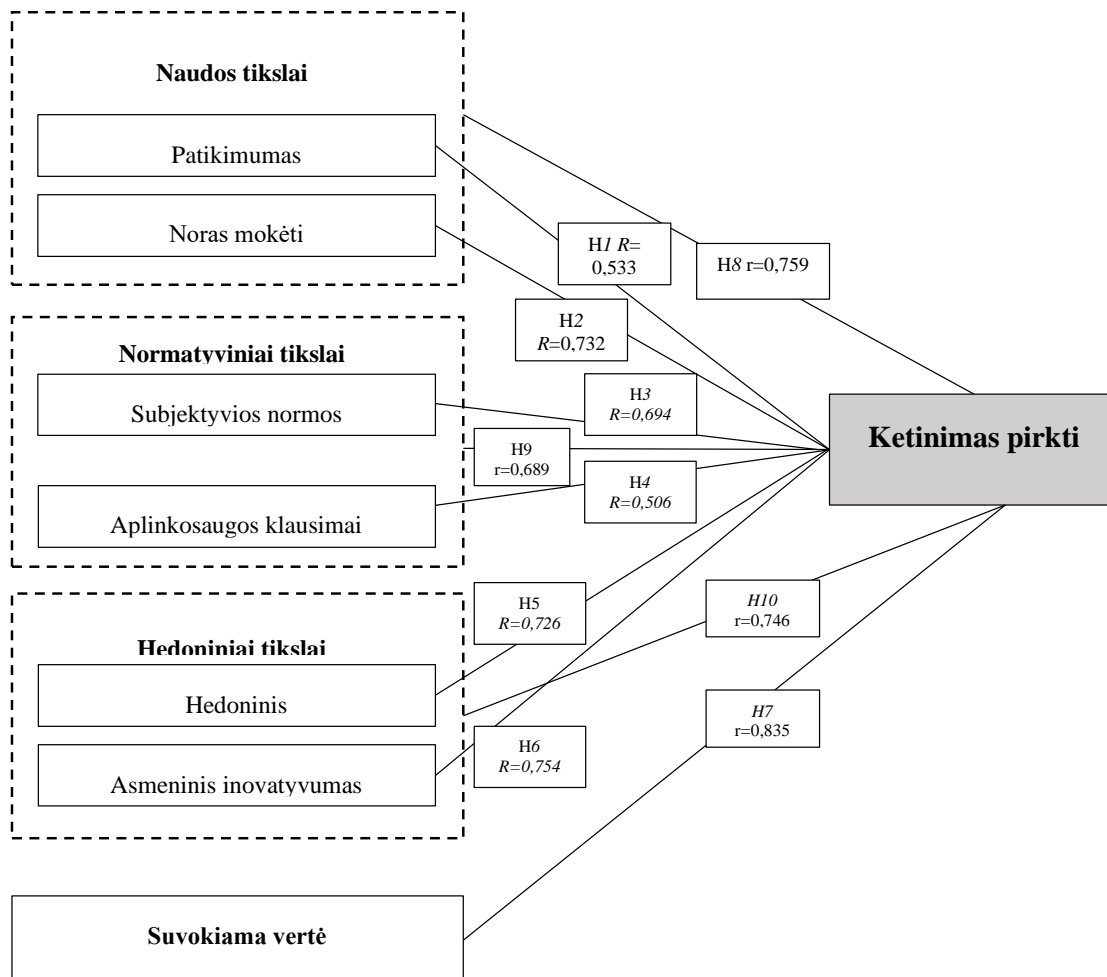 Naudos tikslai
Patikimumas
Noras mokėti
H1 R=
0,533
H8 r=0,759
H2
R=0,732
Normatyviniai tikslai
Subjektyvios normos
H3
R=0,694
Ketinimas pirkti
H9
r=0,689
H4
R=0,506
Aplinkosaugos klausimai
H5
R=0,726
H10
r=0,746
Hedoniniai tikslai
Hedoninis
H7
r=0,835
H6
R=0,754
Asmeninis inovatyvumas
Suvokiama vertė